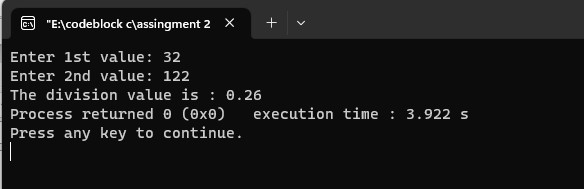 "E:\codeblock c\assingment 2
Enter 1st value: 32
Enter 2nd value: 122
The division value is : 0.26
Process returned 0 (0x0)   execution time : 3.922 s
Press any key to continue.